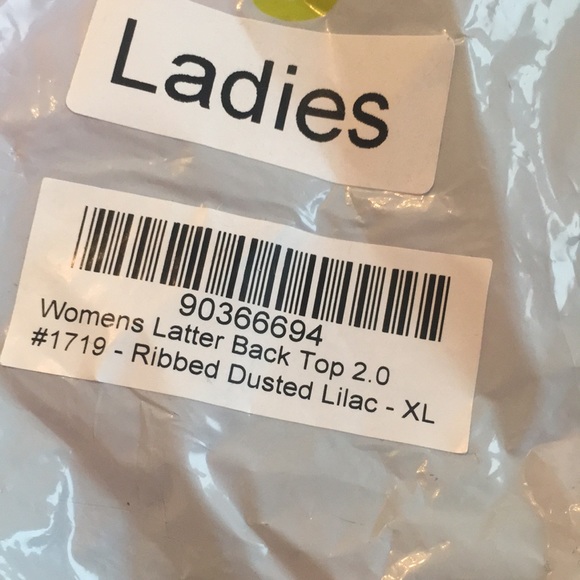 Ladies
90366694
Womens Latter Back Top 2.0
#1719 - Ribbed Dusted Lilac - XL